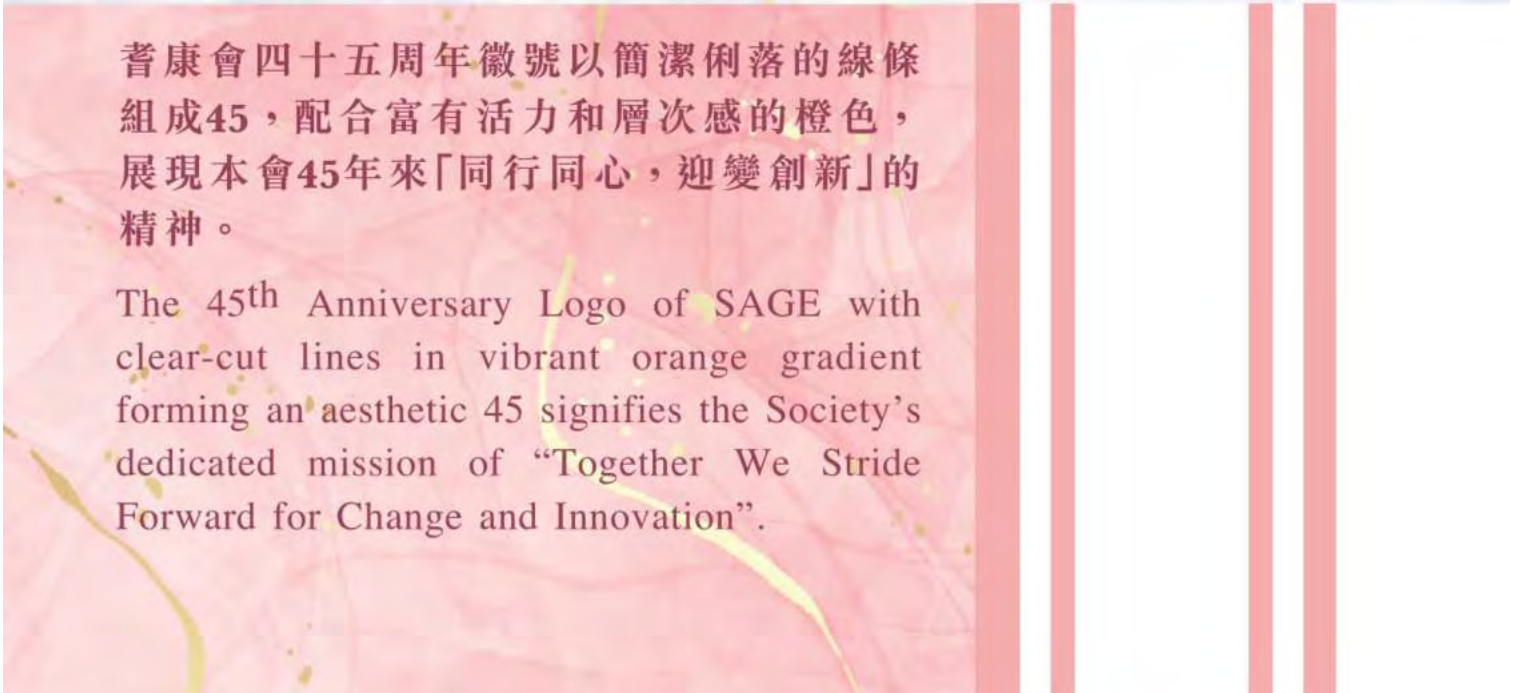 耆康會四十五周年徽號以簡潔俐落的線條
組成45，配合富有活力和層次感的橙色，
展現本會45年來「同行同心，迎變創新」的
精神。
The 45th Anniversary Logo of SAGE with
clear-cut lines in vibrant orange gradient
forming an aesthetic 45 signifies the Society’s
dedicated mission of “Together We Stride
Forward for Change and Innovation”.